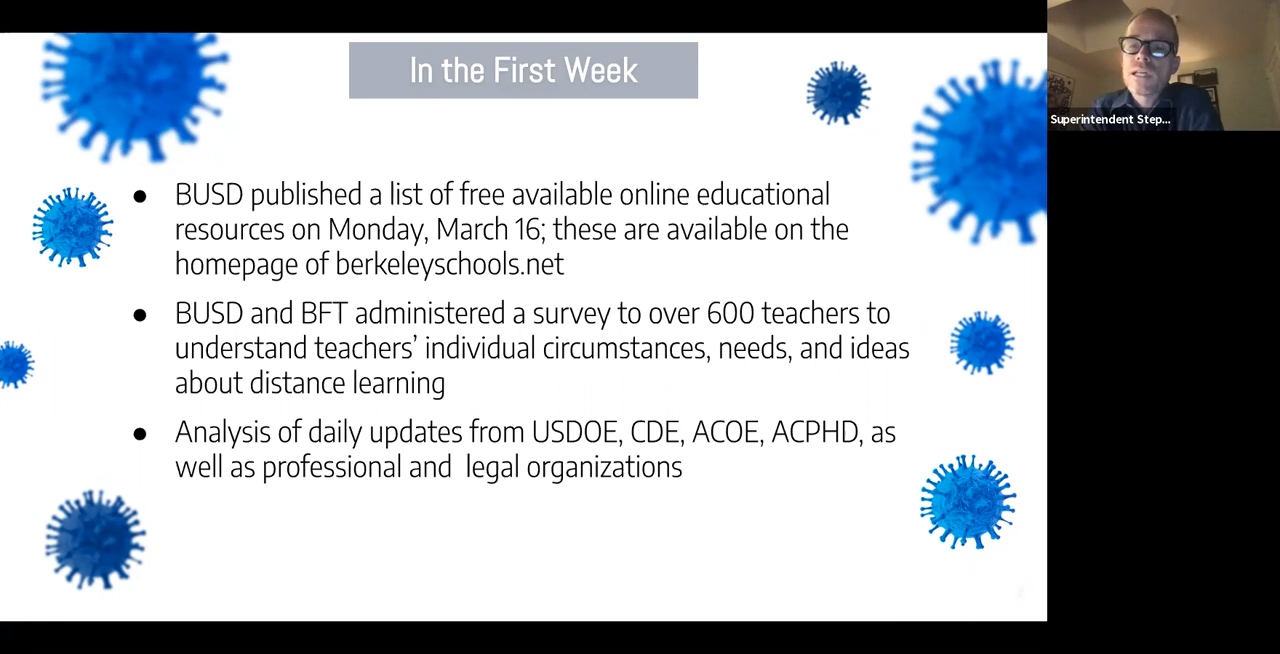 In the First Week
Superintendent Step...
● BUSD published a list of free available online educational
resources on Monday, March 16; these are available on the
homepage of berkeleyschools.net
● BUSD and BFT administered a survey to over 600 teachers to
understand teachers’ individual circumstances, needs, and ideas
about distance learning
● Analysis of daily updates from USDOE, CDE, ACOE, ACPHD, as
well as professional and  legal organizations